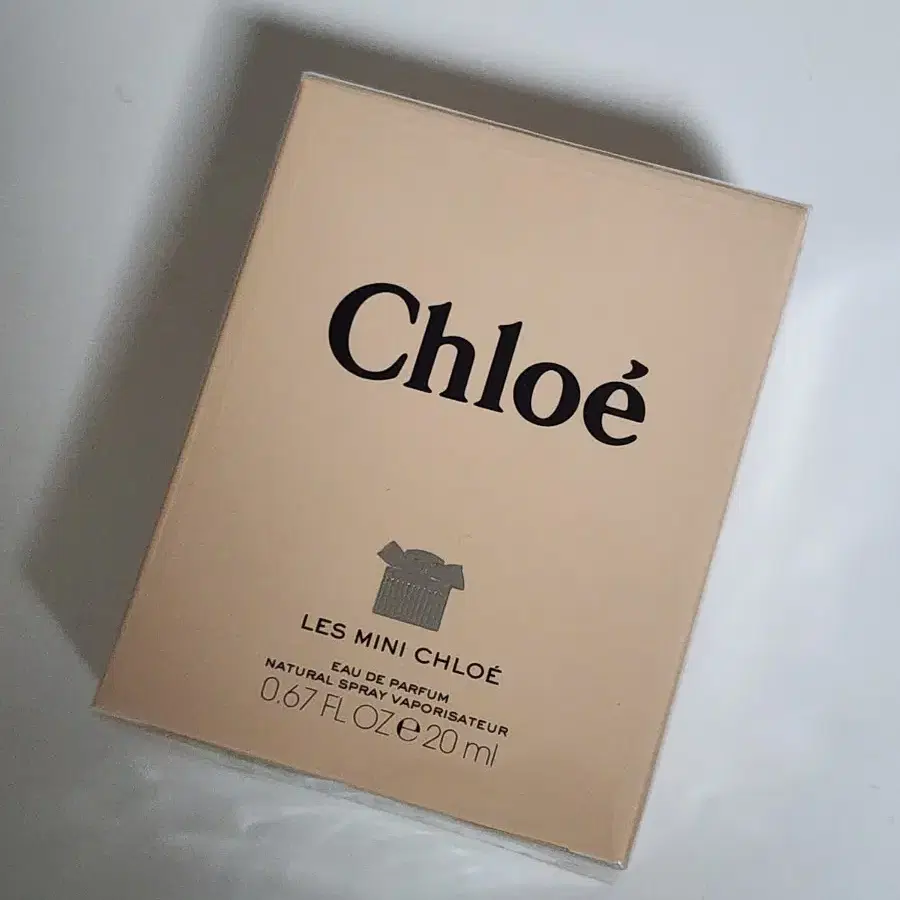 Chloé
LES MINI CHLOÉ
EAU DE PARFUM
NATURAL SPRAY VAPORISATEUR
0.67 FL OZ e 20 ml